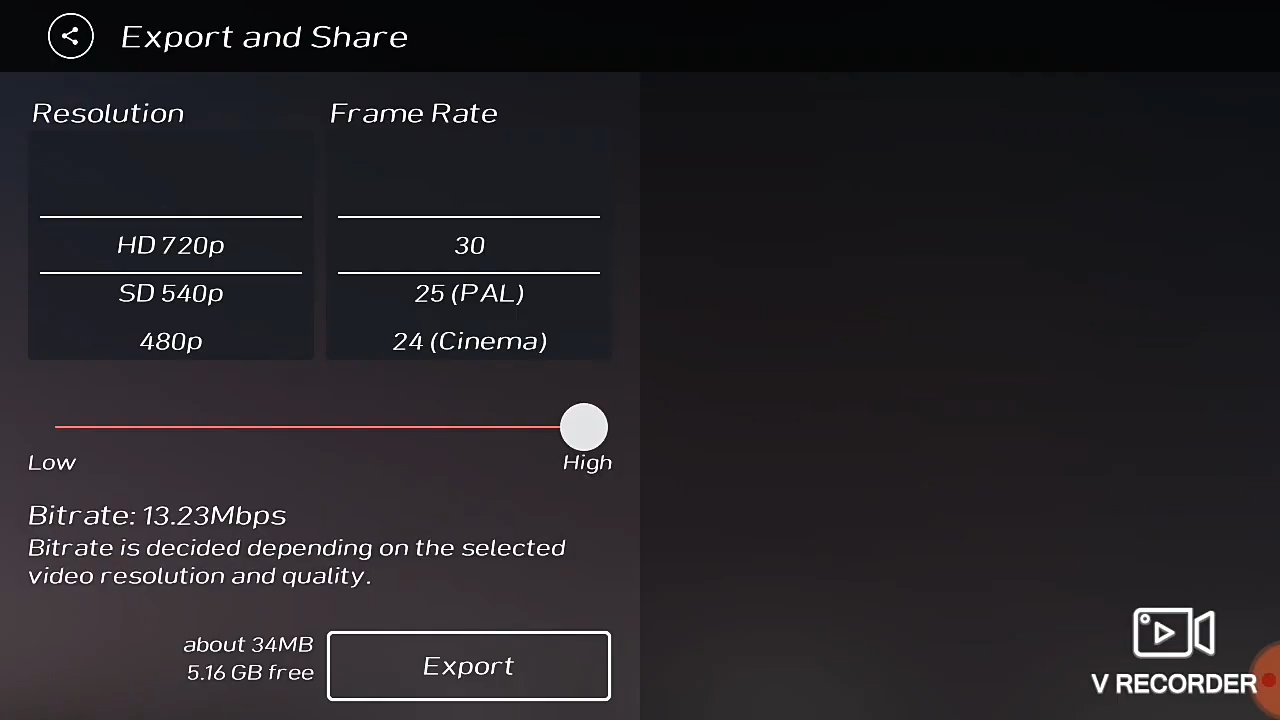 Export and Share
Resolution
Frame Rate
HD 720p
30
SD 540p
25 (PAL)
480p
24 (Cinema)
Low
High
Bitrate: 13.23Mbps
Bitrate is decided depending on the selected
video resolution and quality.
about 34MB
5.16 GB free
Export
V RECORDER